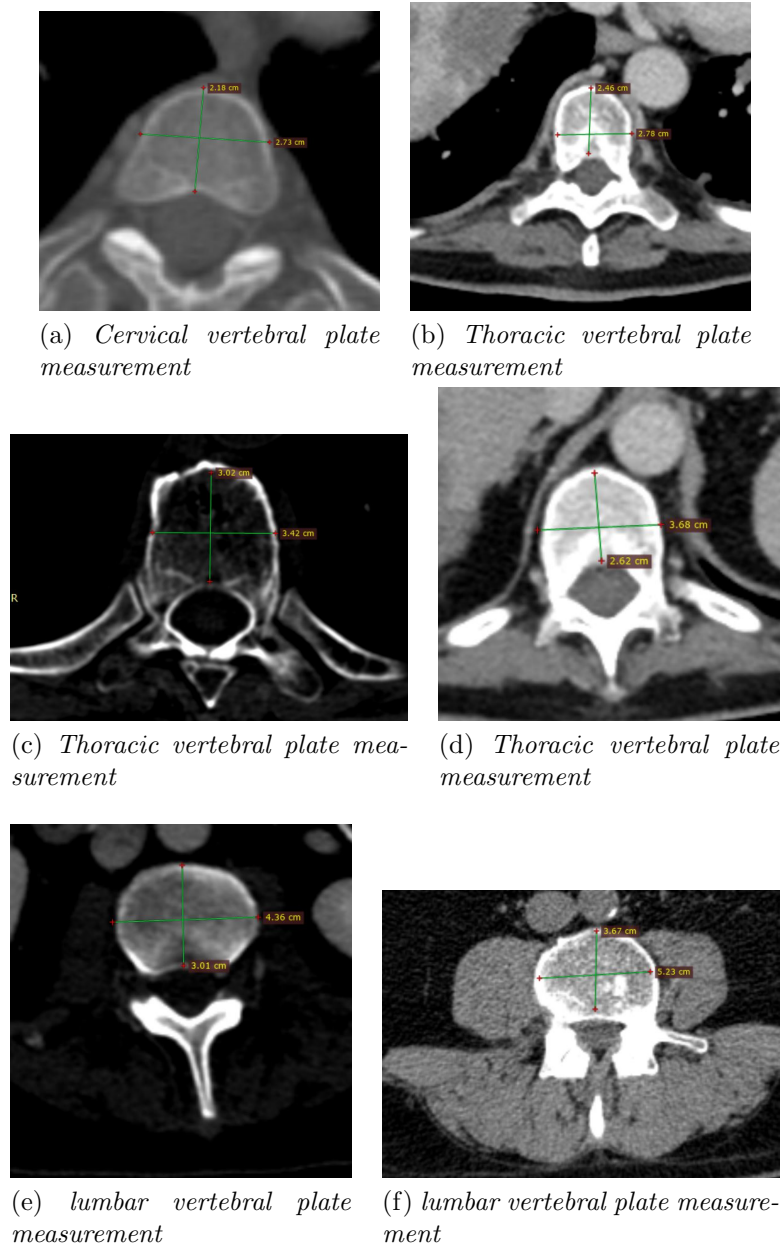 2.18 cm
2.73 cm
2.46 cm
2.78 cm
(a) Cervical vertebral plate
measurement
(b) Thoracic vertebral plate
measurement
3.02 cm
3.42 cm
R
3.68 cm
2.62 cm
(c) Thoracic vertebral plate mea-
surement
(d) Thoracic vertebral plate
measurement
4.36 cm
3.01 cm
3.67 cm
5.23 cm
(e) lumbar vertebral plate
measurement
(f) lumbar vertebral plate measure-
ment